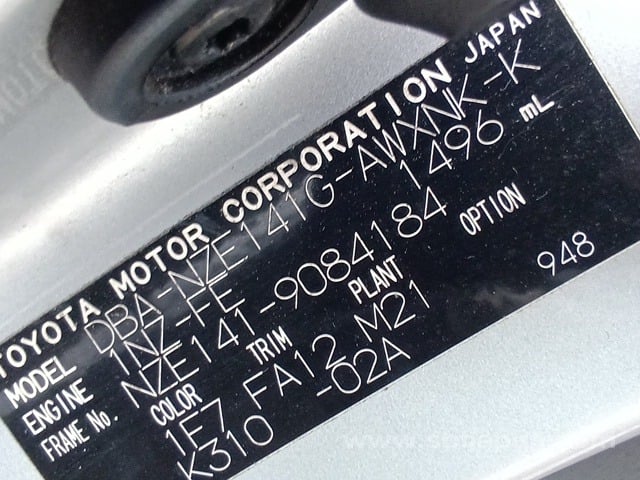 TOYOTA MOTOR CORPORATION JAPAN
MODEL DBA-NZE141G-AWXNK-K
ENGINE 1NZ-FE 1496 mL
FRAME No. NZE141-9084184
COLOR TRIM PLANT OPTION
1F7 FA12 M21 948
K310 -02A